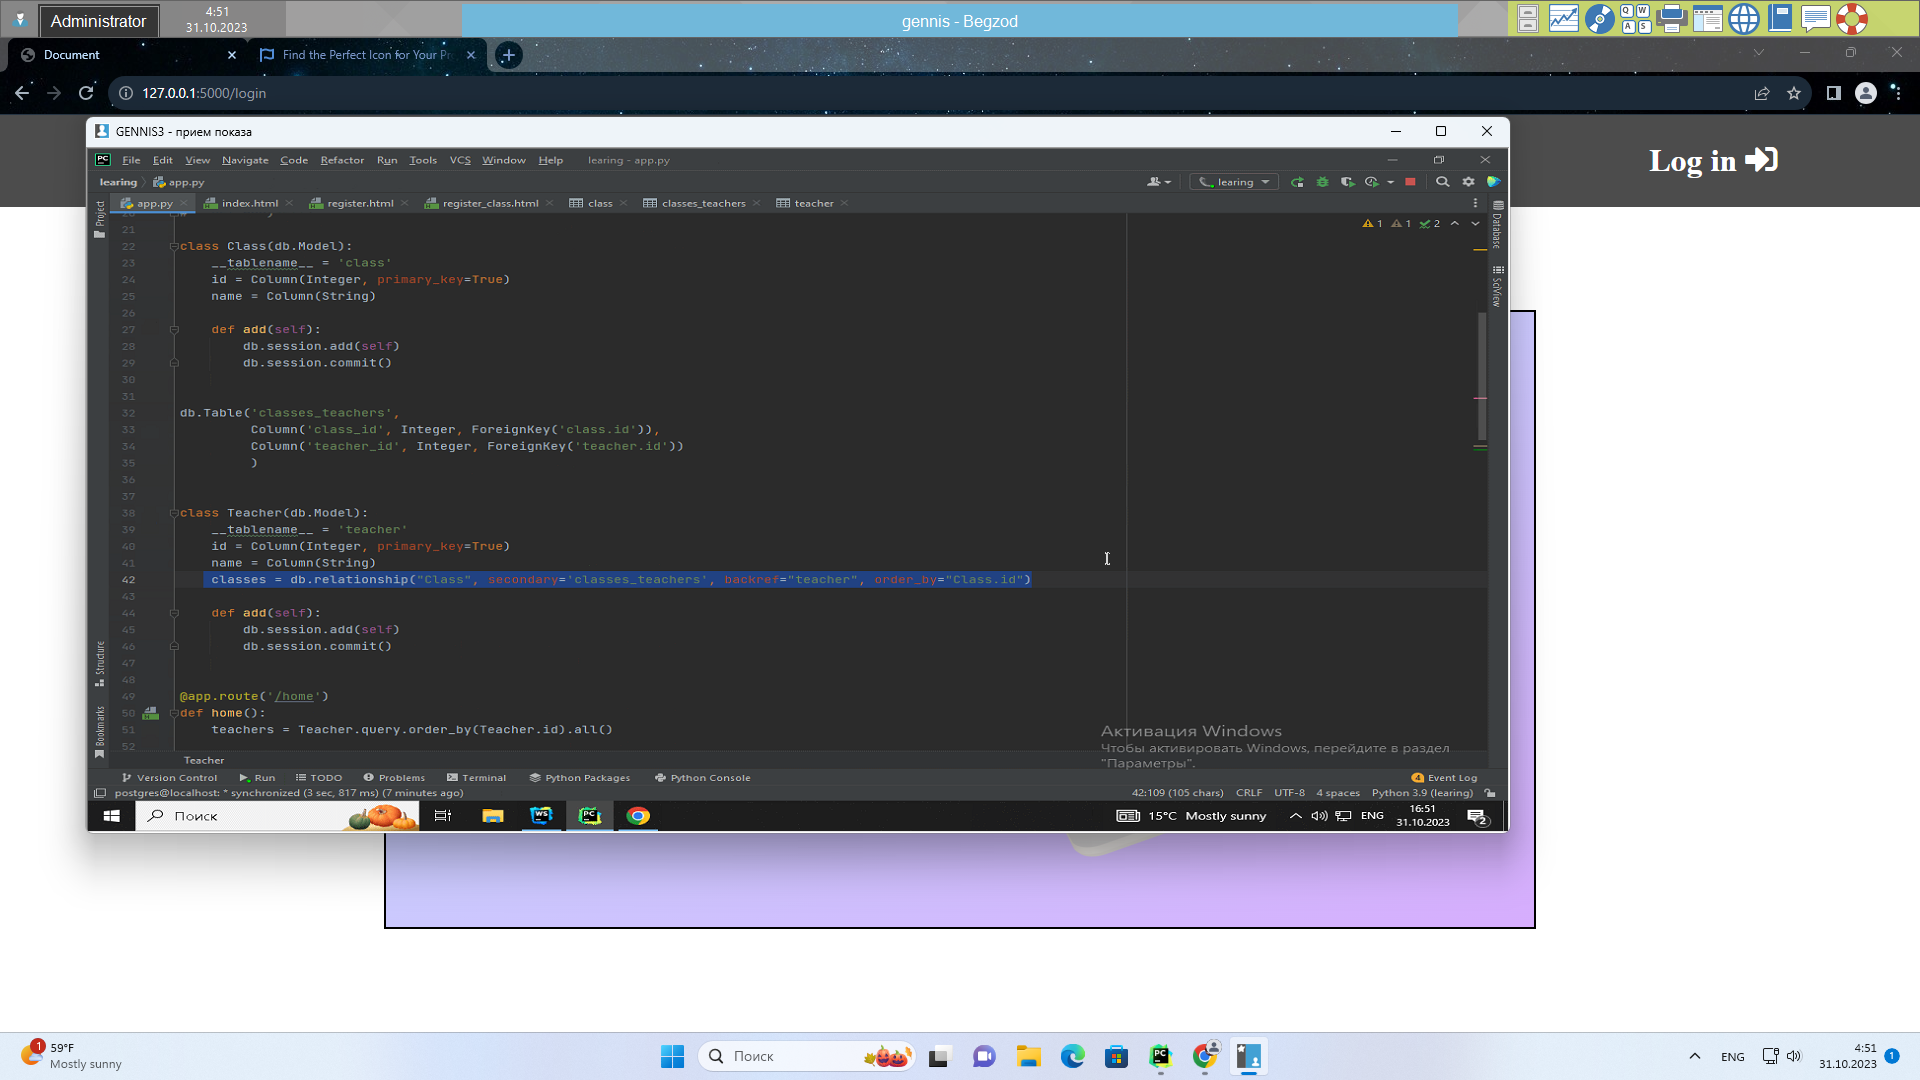 Administrator
4:51
31.10.2023
gennis - Begzod
Document
Find the Perfect Icon for Your Pr
127.0.0.1:5000/login
Log in
GENNIS3 - прием показа
File Edit View Navigate Code Refactor Run Tools VCS Window Help learing - app.py
learing app.py
learing
app.py index.html register.html register_class.html class classes_teachers teacher
Project
Database
SciView
1 1 2
21
22 class Class(db.Model):
23 __tablename__ = 'class'
24 id = Column(Integer, primary_key=True)
25 name = Column(String)
26
27 def add(self):
28 db.session.add(self)
29 db.session.commit()
30
31
32 db.Table('classes_teachers',
33 Column('class_id', Integer, ForeignKey('class.id')),
34 Column('teacher_id', Integer, ForeignKey('teacher.id'))
35 )
36
37
38 class Teacher(db.Model):
39 __tablename__ = 'teacher'
40 id = Column(Integer, primary_key=True)
41 name = Column(String)
42 classes = db.relationship("Class", secondary='classes_teachers', backref="teacher", order_by="Class.id")
43
44 def add(self):
45 db.session.add(self)
46 db.session.commit()
47
48
49 @app.route('/home')
50 def home():
51 teachers = Teacher.query.order_by(Teacher.id).all()
52
Structure
Bookmarks
Активация Windows
Чтобы активировать Windows, перейдите в раздел
"Параметры".
Teacher
Version Control Run TODO Problems Terminal Python Packages Python Console 4 Event Log
postgres@localhost: * synchronized (3 sec, 817 ms) (7 minutes ago) 42:109 (105 chars) CRLF UTF-8 4 spaces Python 3.9 (learing)
Поиск
15°C Mostly sunny
ENG
16:51
31.10.2023
2
1
59°F
Mostly sunny
Поиск
ENG
4:51
31.10.2023
1